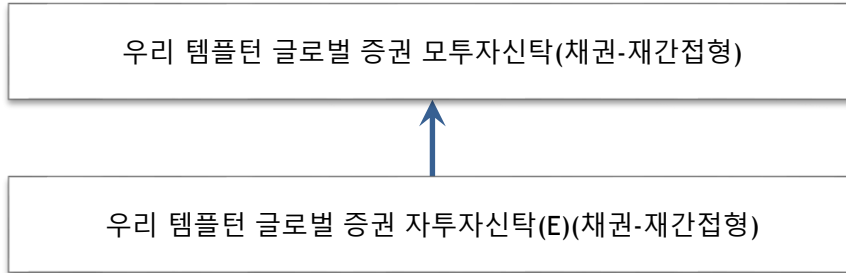 우리 템플턴 글로벌 증권 모투자신탁(채권-재간접형)
우리 템플턴 글로벌 증권 자투자신탁(E)(채권-재간접형)